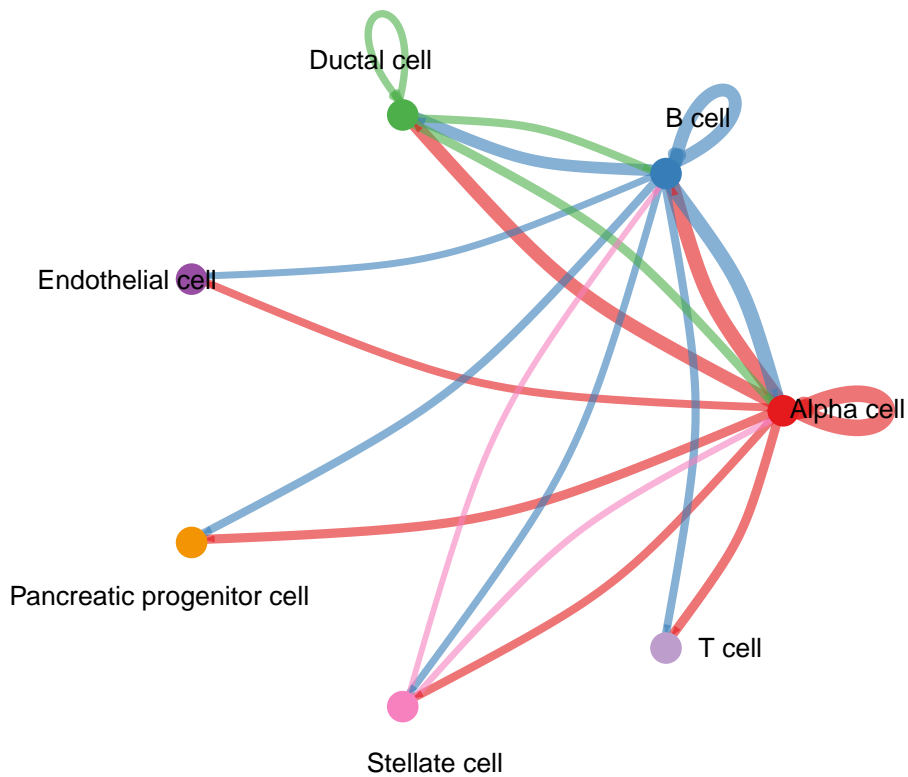 Ductal cell
B cell
Endothelial cell
Alpha cell
Pancreatic progenitor cell
T cell
Stellate cell